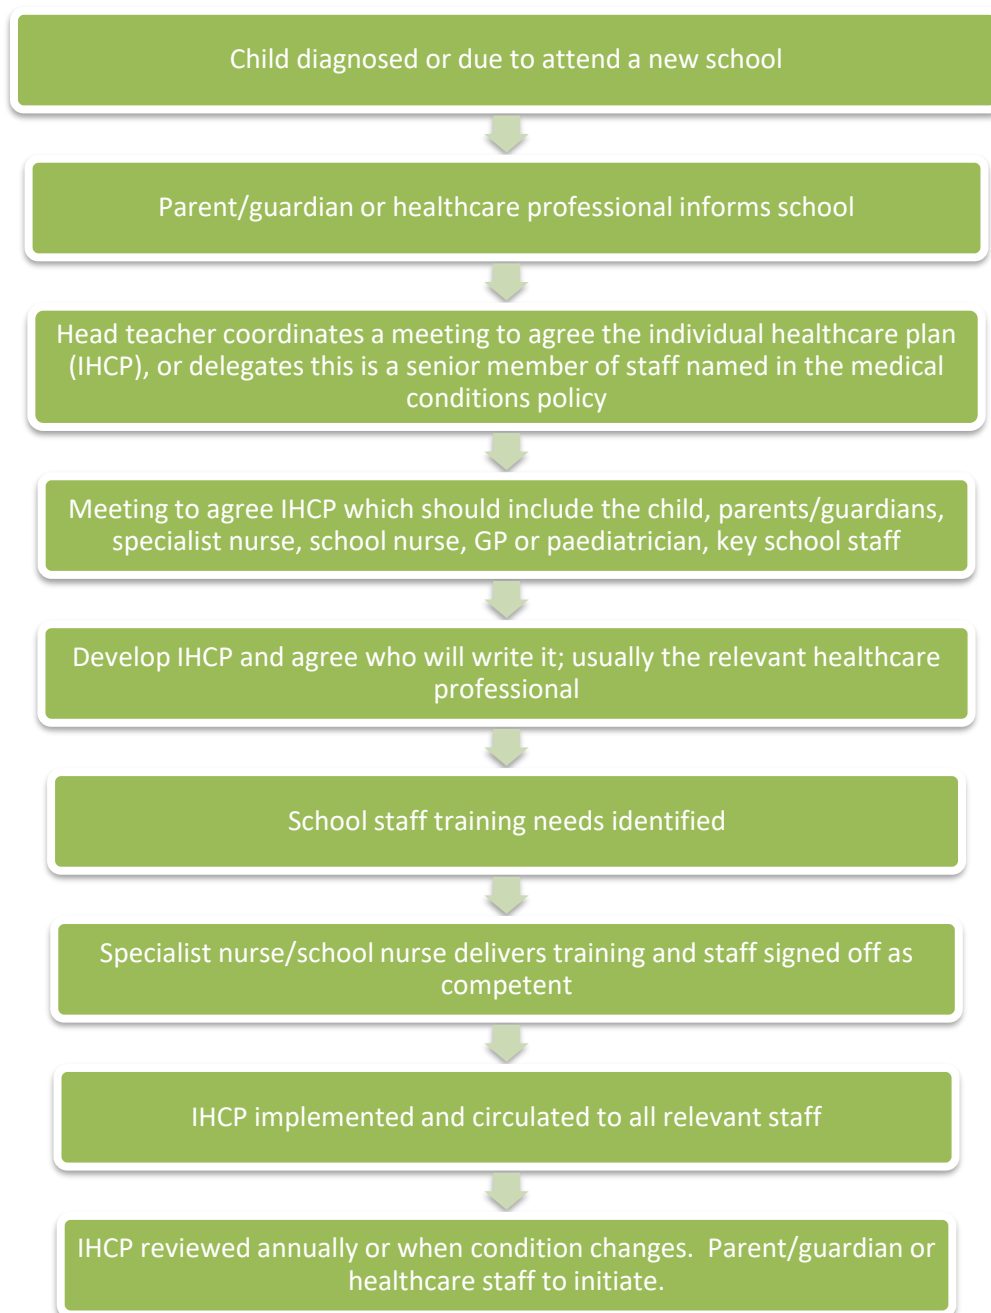 Child diagnosed or due to attend a new school
Parent/guardian or healthcare professional informs school
Head teacher coordinates a meeting to agree the individual healthcare plan
(IHCP), or delegates this is a senior member of staff named in the medical
conditions policy
Meeting to agree IHCP which should include the child, parents/guardians,
specialist nurse, school nurse, GP or paediatrician, key school staff
Develop IHCP and agree who will write it; usually the relevant healthcare
professional
School staff training needs identified
Specialist nurse/school nurse delivers training and staff signed off as
competent
IHCP implemented and circulated to all relevant staff
IHCP reviewed annually or when condition changes.  Parent/guardian or
healthcare staff to initiate.